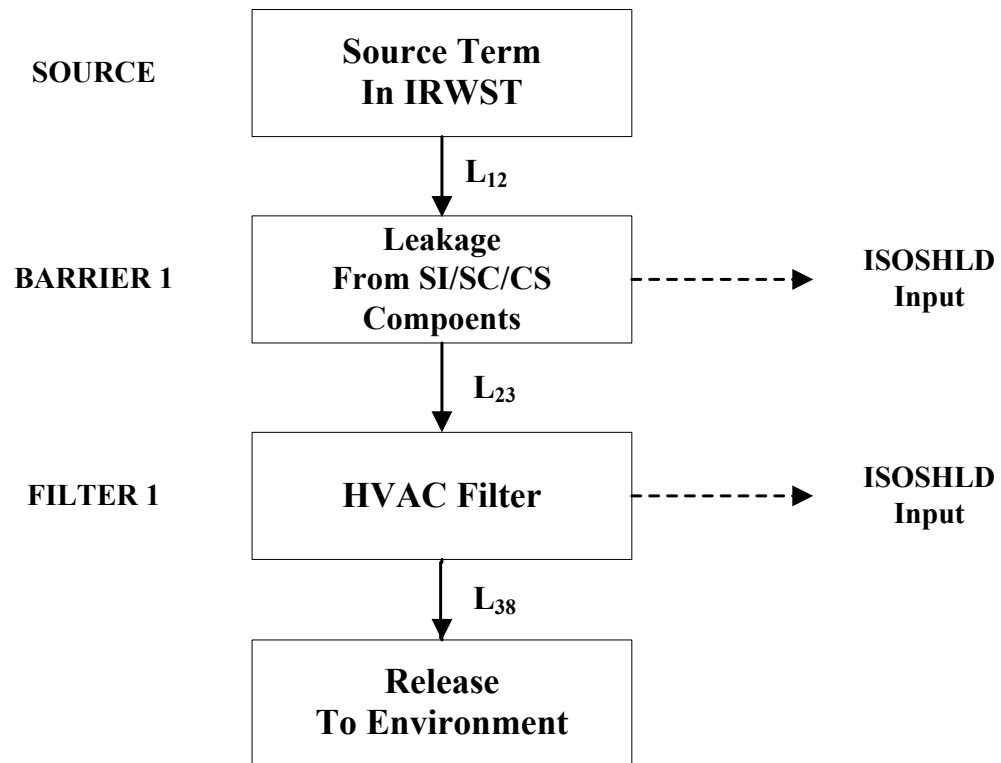 SOURCE
Source Term
In IRWST
L₁₂
BARRIER 1
Leakage
From SI/SC/CS
Compoents
ISOSHLD
Input
L₂₃
FILTER 1
HVAC Filter
ISOSHLD
Input
L₃₈
Release
To Environment